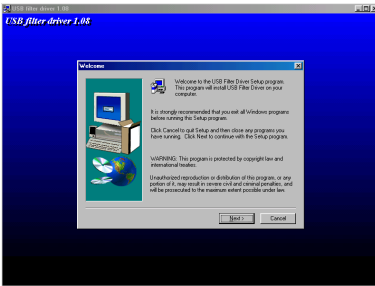 USB filter driver 1.08
USB filter driver 1.08
Welcome
Welcome to the USB Filter Driver Setup program.
This program will install USB Filter Driver on your
computer.
It is strongly recommended that you exit all Windows programs
before running this Setup program.
Click Cancel to quit Setup and then close any programs you
have running. Click Next to continue with the Setup program.
WARNING: This program is protected by copyright law and
international treaties.
Unauthorized reproduction or distribution of this program, or any
portion of it, may result in severe civil and criminal penalties, and
will be prosecuted to the maximum extent possible under law.
Next >
Cancel